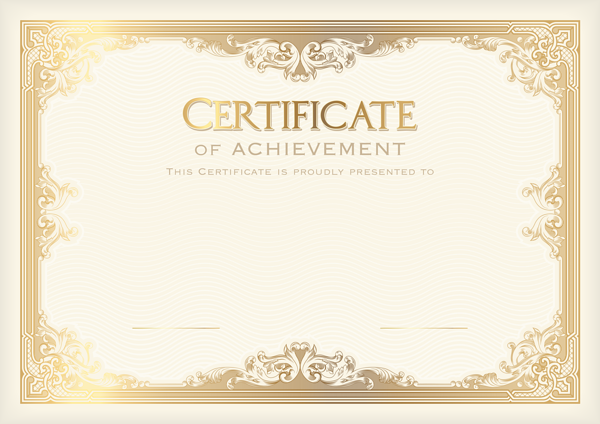 CERTIFICATE
OF ACHIEVEMENT
THIS CERTIFICATE IS PROUDLY PRESENTED TO